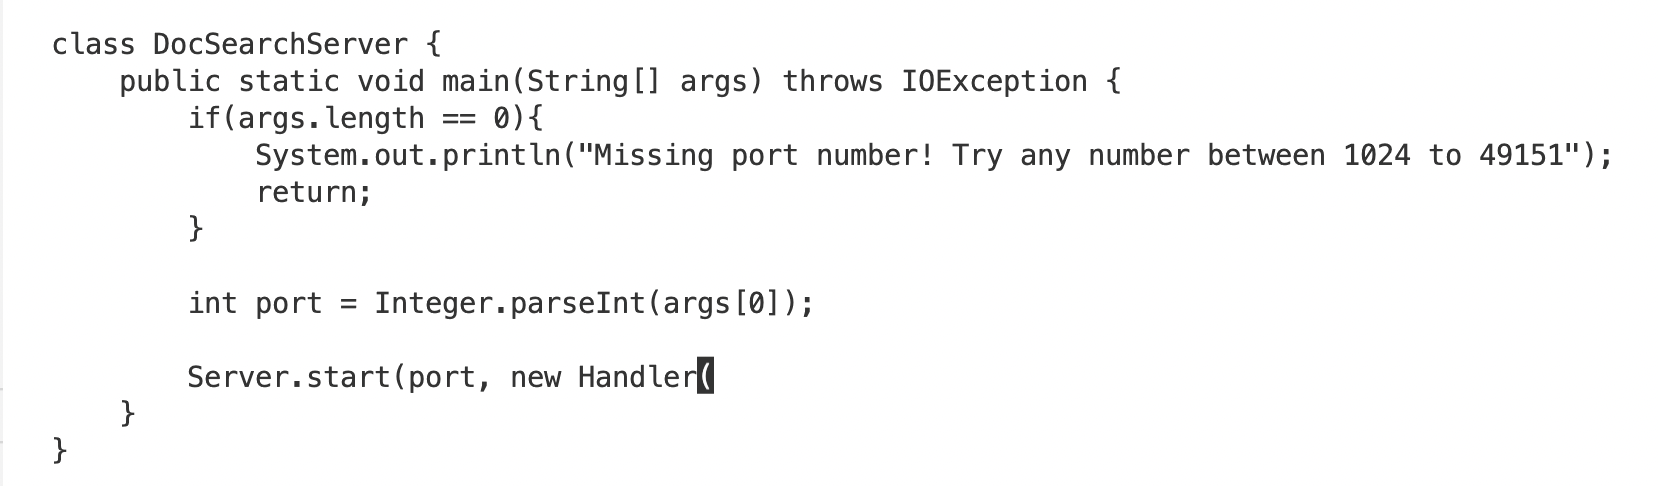 class DocSearchServer {
    public static void main(String[] args) throws IOException {
        if(args.length == 0){
            System.out.println("Missing port number! Try any number between 1024 to 49151");
            return;
        }

        int port = Integer.parseInt(args[0]);

        Server.start(port, new Handler(
    }
}